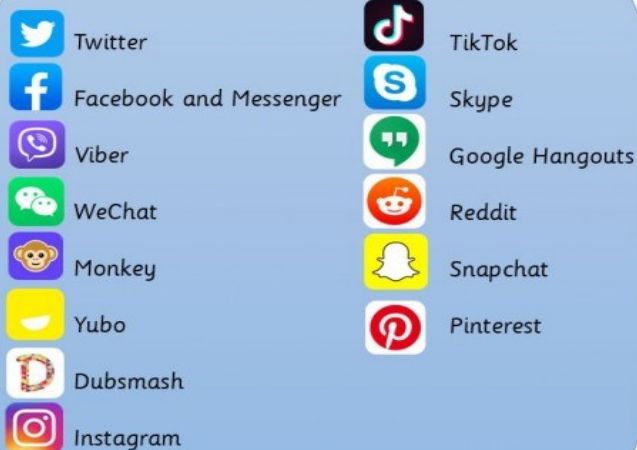 Twitter
Facebook and Messenger
Viber
WeChat
Monkey
Yubo
Dubsmash
Instagram
TikTok
Skype
Google Hangouts
Reddit
Snapchat
Pinterest